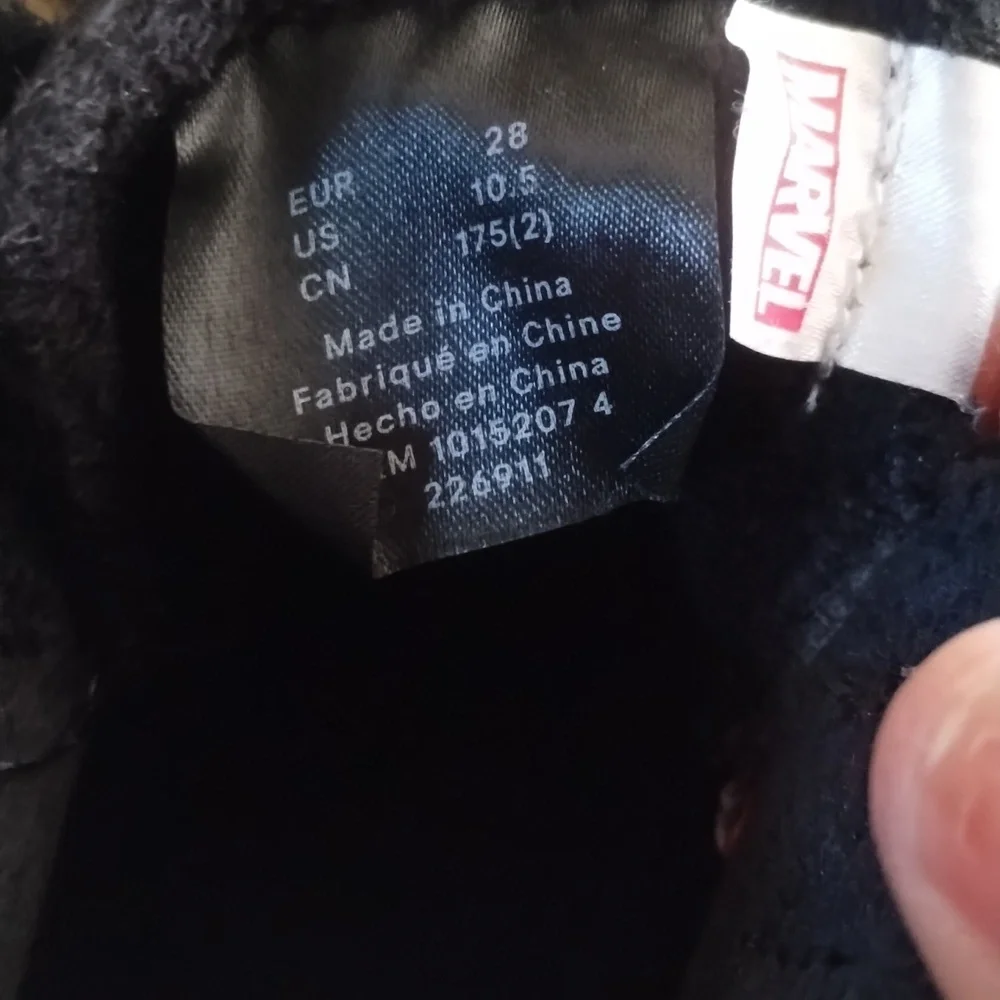 EUR 28
US 10.5
CN 175(2)
Made in China
Fabriqué en Chine
Hecho en China
M 1015207 4
226911
MARVEL